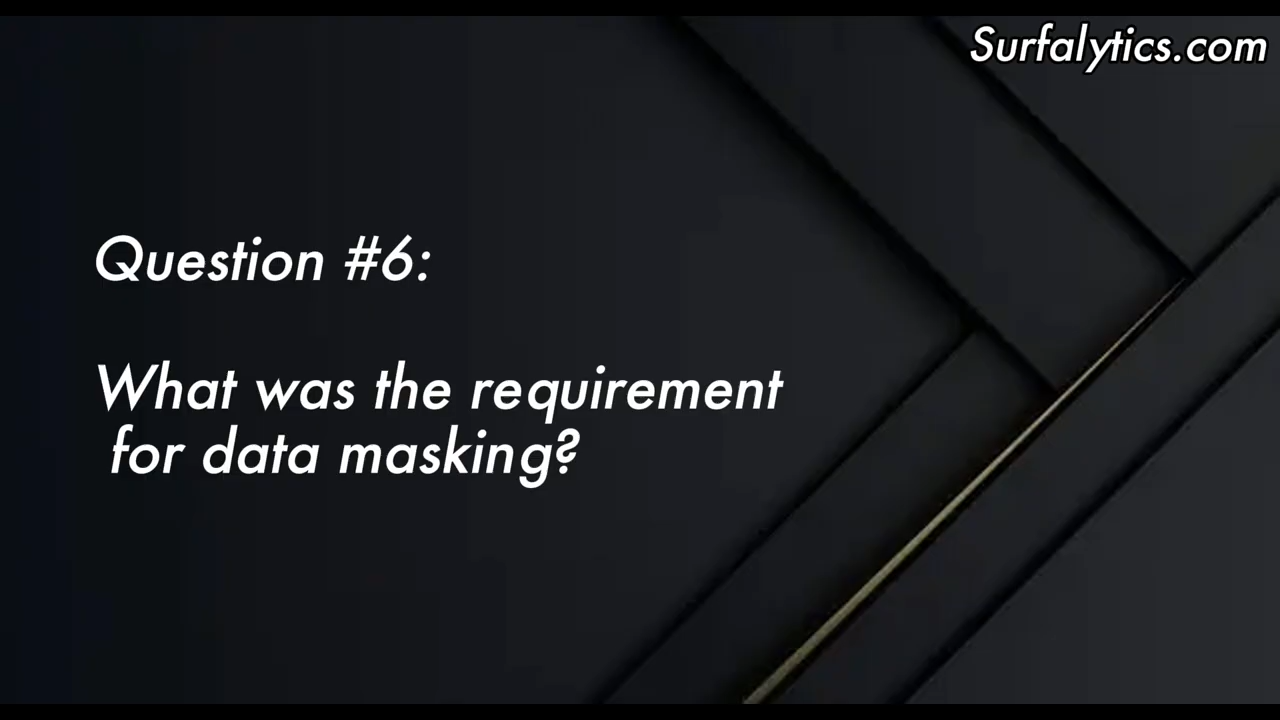 Surfalytics.com
Question #6:
What was the requirement
for data masking?